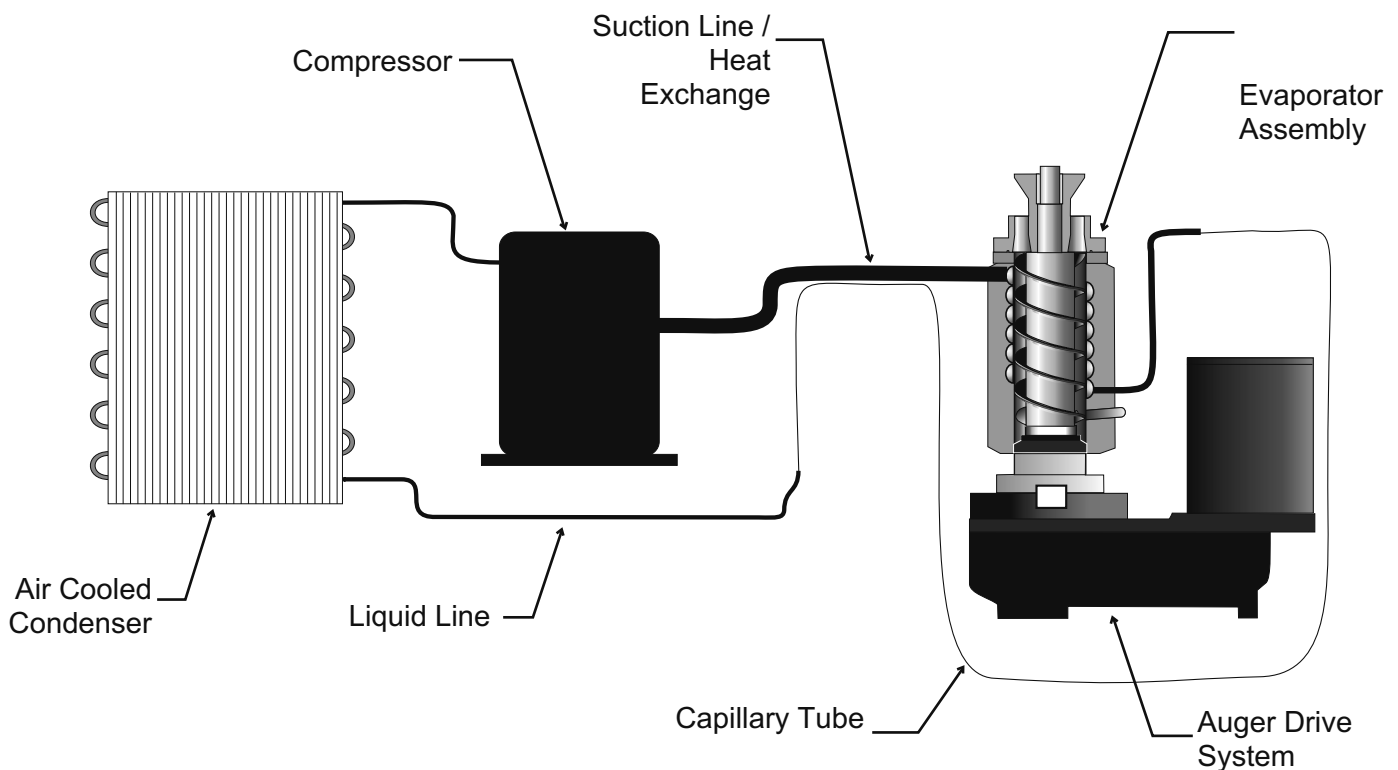 Suction Line /
Heat
Exchange
Compressor
Evaporator
Assembly
Air Cooled
Condenser
Liquid Line
Capillary Tube
Auger Drive
System